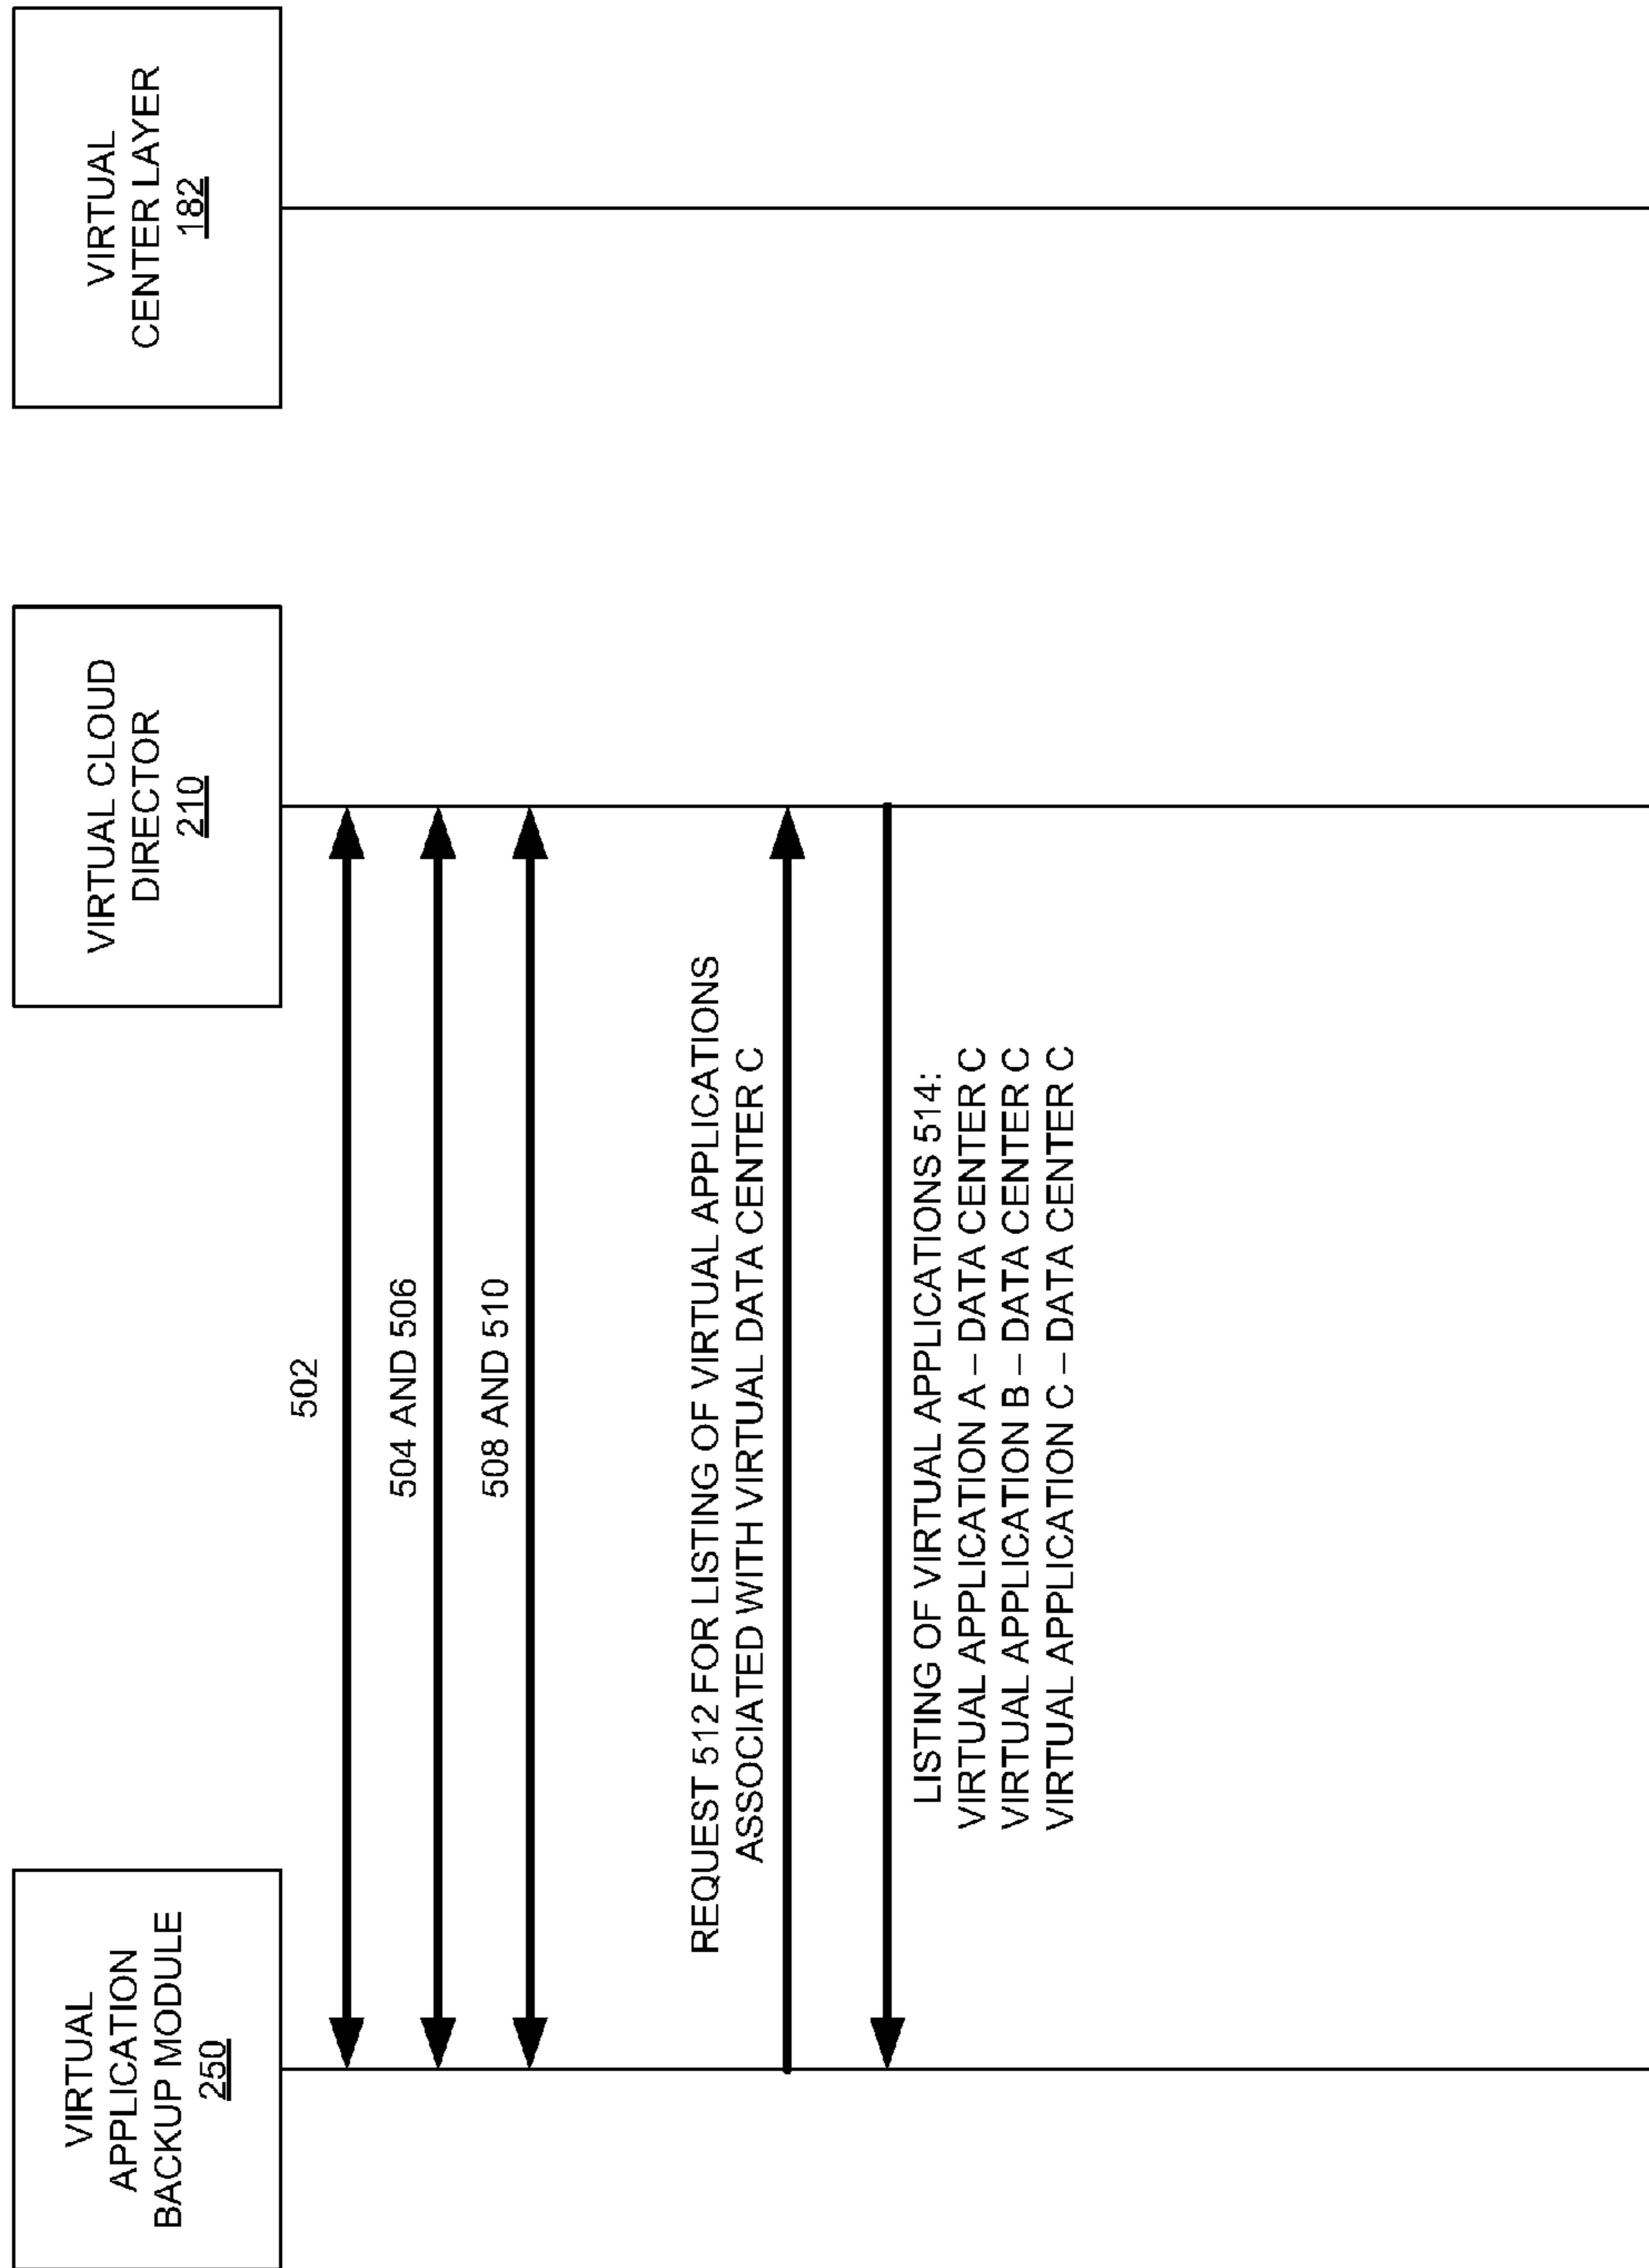 VIRTUAL
APPLICATION
BACKUP MODULE
250
VIRTUAL CLOUD
DIRECTOR
210
VIRTUAL
CENTER LAYER
182
502
504 AND 506
508 AND 510
REQUEST 512 FOR LISTING OF VIRTUAL APPLICATIONS
ASSOCIATED WITH VIRTUAL DATA CENTER C
LISTING OF VIRTUAL APPLICATIONS 514:
VIRTUAL APPLICATION A – DATA CENTER C
VIRTUAL APPLICATION B – DATA CENTER C
VIRTUAL APPLICATION C – DATA CENTER C